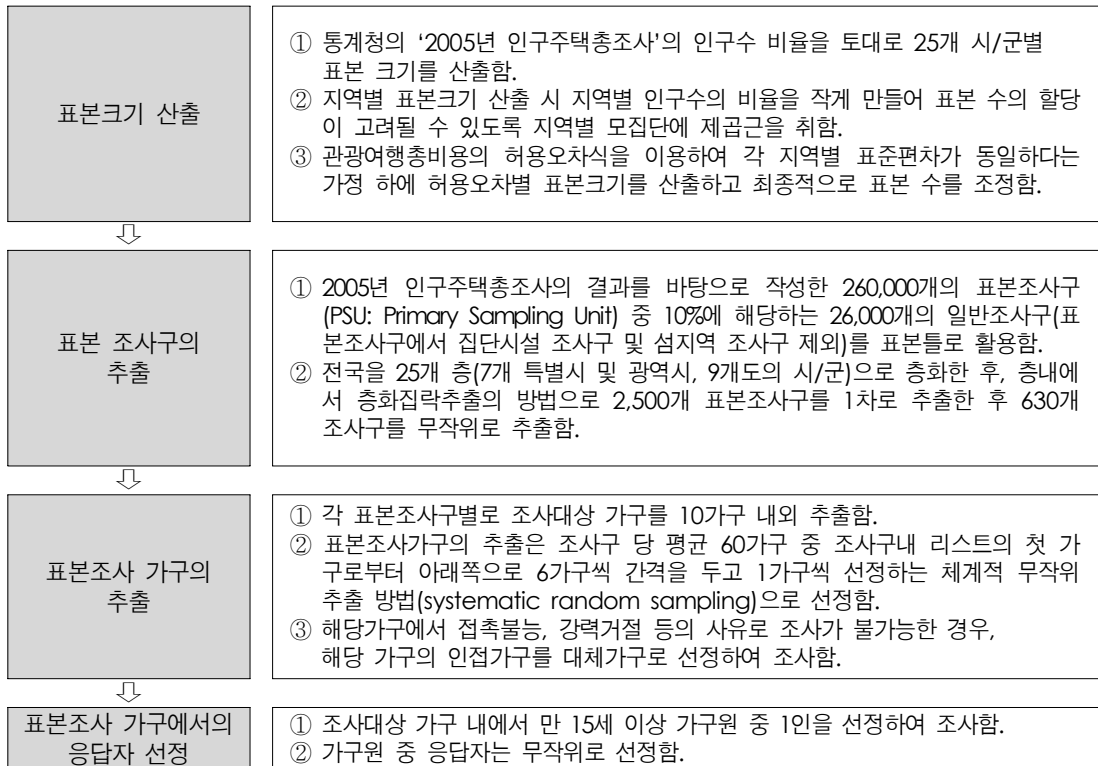 표본크기 산출
① 통계청의 ‘2005년 인구주택총조사’의 인구수 비율을 토대로 25개 시/군별
표본 크기를 산출함.
② 지역별 표본크기 산출 시 지역별 인구수의 비율을 작게 만들어 표본 수의 할당
이 고려될 수 있도록 지역별 모집단에 제곱근을 취함.
③ 관광여행총비용의 허용오차식을 이용하여 각 지역별 표준편차가 동일하다는
가정 하에 허용오차별 표본크기를 산출하고 최종적으로 표본 수를 조정함.
표본 조사구의
추출
① 2005년 인구주택총조사의 결과를 바탕으로 작성한 260,000개의 표본조사구
(PSU: Primary Sampling Unit) 중 10%에 해당하는 26,000개의 일반조사구(표
본조사구에서 집단시설 조사구 및 섬지역 조사구 제외)를 표본틀로 활용함.
② 전국을 25개 층(7개 특별시 및 광역시, 9개도의 시/군)으로 층화한 후, 층내에
서 층화집락추출의 방법으로 2,500개 표본조사구를 1차로 추출한 후 630개
조사구를 무작위로 추출함.
표본조사 가구의
추출
① 각 표본조사구별로 조사대상 가구를 10가구 내외 추출함.
② 표본조사가구의 추출은 조사구 당 평균 60가구 중 조사구내 리스트의 첫 가
구로부터 아래쪽으로 6가구씩 간격을 두고 1가구씩 선정하는 체계적 무작위
추출 방법(systematic random sampling)으로 선정함.
③ 해당가구에서 접촉불능, 강력거절 등의 사유로 조사가 불가능한 경우,
해당 가구의 인접가구를 대체가구로 선정하여 조사함.
표본조사 가구에서의
응답자 선정
① 조사대상 가구 내에서 만 15세 이상 가구원 중 1인을 선정하여 조사함.
② 가구원 중 응답자는 무작위로 선정함.